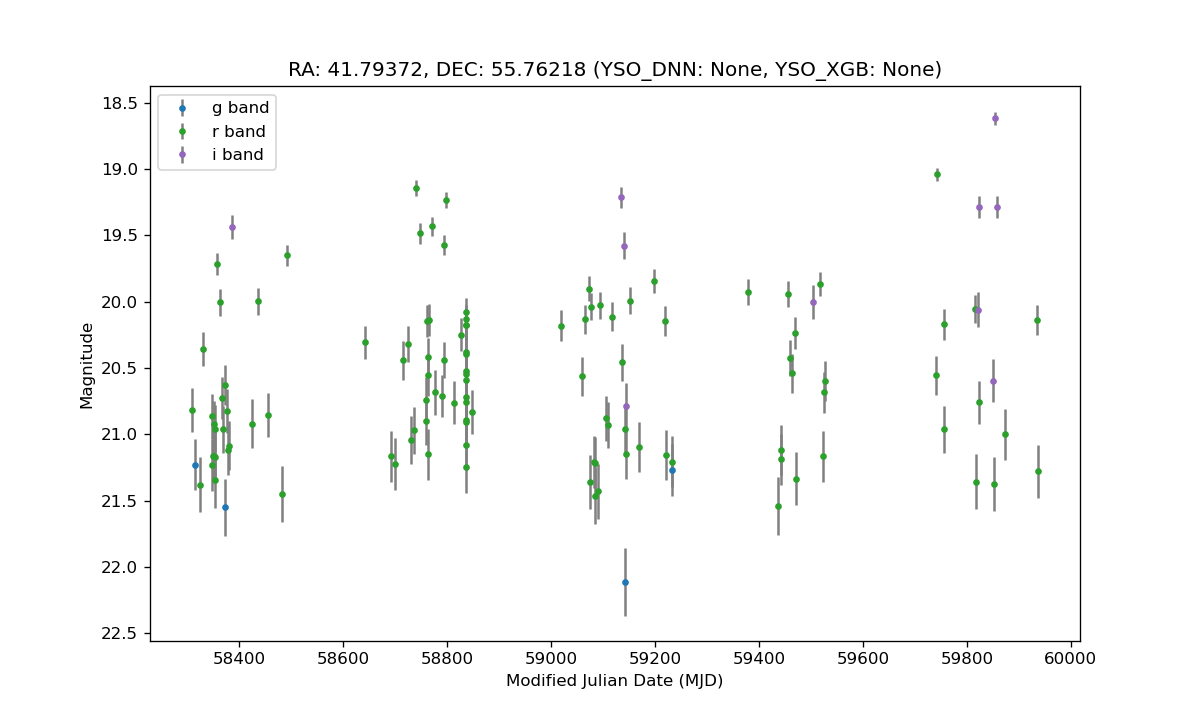 RA: 41.79372, DEC: 55.76218 (YSO_DNN: None, YSO_XGB: None)
g band
r band
i band
18.5
19.0
19.5
20.0
20.5
21.0
21.5
22.0
22.5
Magnitude
58400 58600 58800 59000 59200 59400 59600 59800 60000
Modified Julian Date (MJD)